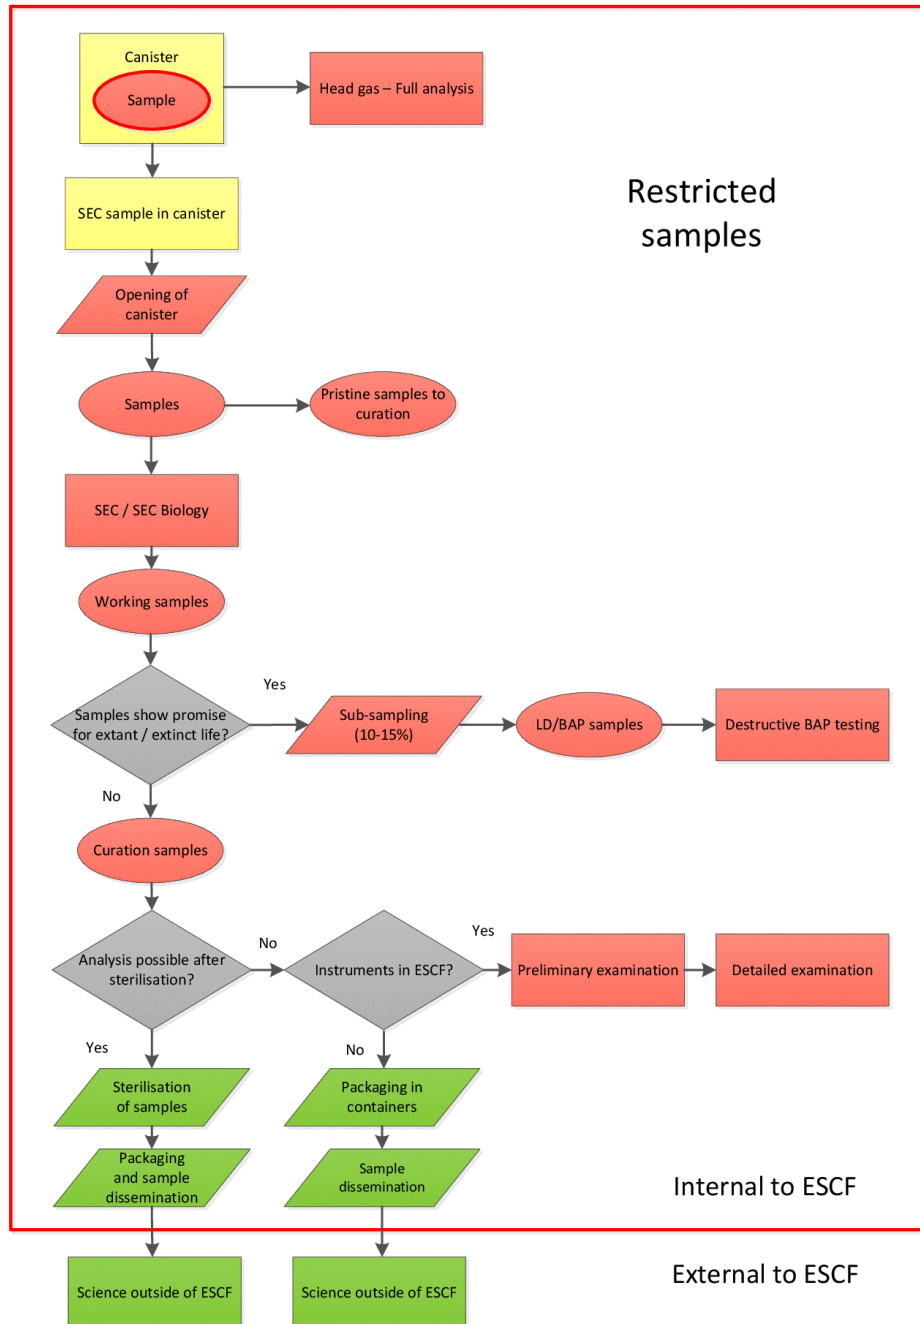 Canister
Sample
Head gas – Full analysis
Restricted
samples
SEC sample in canister
Opening of
canister
Samples
Pristine samples to
curation
SEC / SEC Biology
Working samples
Samples show promise
for extant / extinct life?
Yes
Sub-sampling
(10-15%)
LD/BAP samples
Destructive BAP testing
No
Curation samples
Analysis possible after
sterilisation?
No
Instruments in ESCF?
Yes
Preliminary examination
Detailed examination
Yes
No
Sterilisation
of samples
Packaging in
containers
Packaging
and sample
dissemination
Sample
dissemination
Internal to ESCF
External to ESCF
Science outside of ESCF
Science outside of ESCF